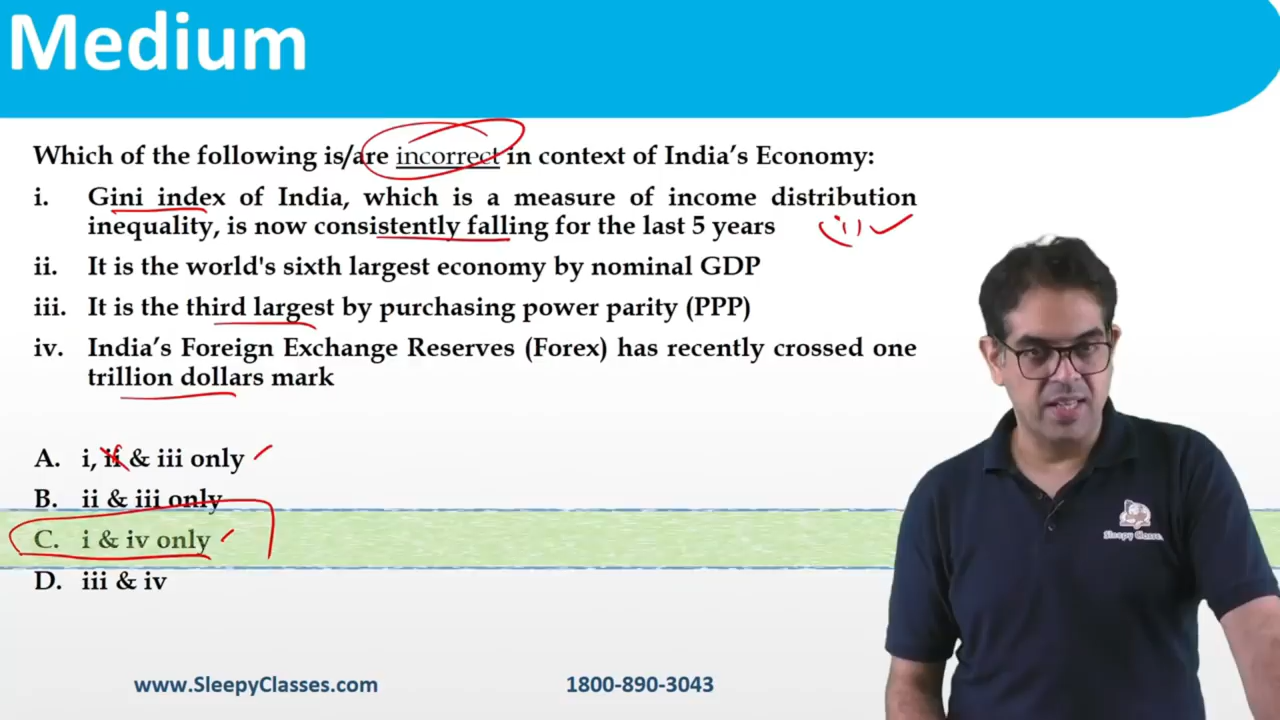 Medium
Which of the following is/are incorrect in context of India's Economy:
i. Gini index of India, which is a measure of income distribution
inequality, is now consistently falling for the last 5 years
ii. It is the world's sixth largest economy by nominal GDP
iii. It is the third largest by purchasing power parity (PPP)
iv. India's Foreign Exchange Reserves (Forex) has recently crossed one
trillion dollars mark
A. i, ii & iii only
B. ii & iii only
C. i & iv only
D. iii & iv
Sleepy Classes
www.SleepyClasses.com
1800-890-3043